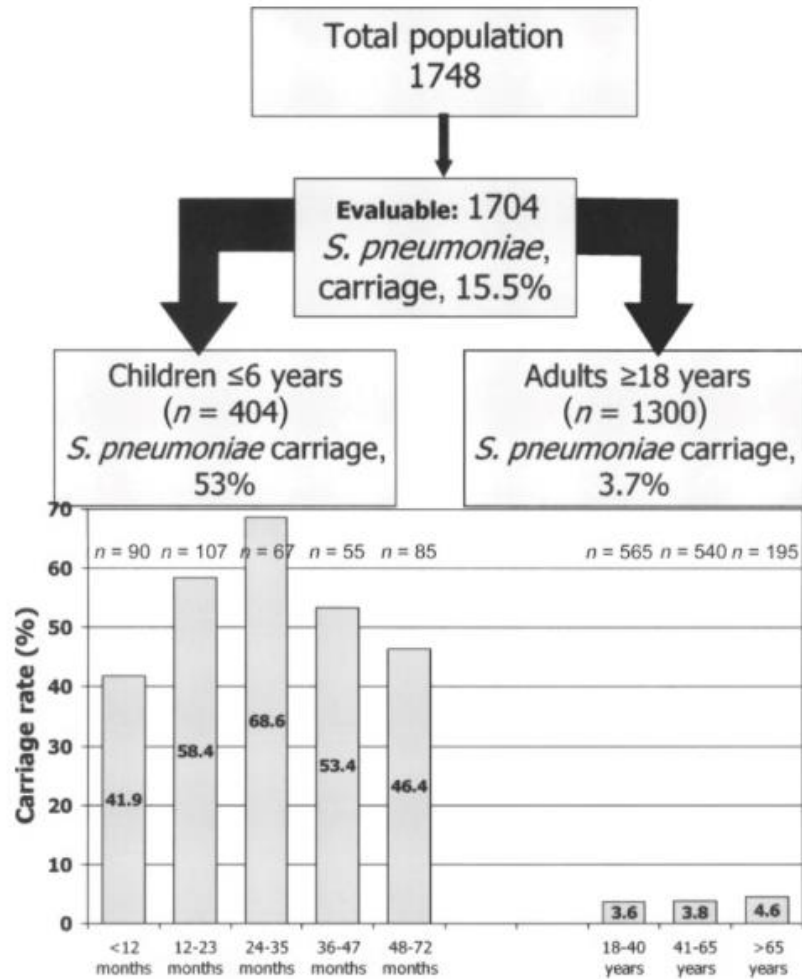 Total population
1748
Evaluable: 1704
S. pneumoniae,
carriage, 15.5%
Children ≤6 years
(n = 404)
S. pneumoniae carriage,
53%
Adults ≥18 years
(n = 1300)
S. pneumoniae carriage,
3.7%
Carriage rate (%)
70
60
50
40
30
20
10
0
n = 90 n = 107 n = 67 n = 55 n = 85 n = 565 n = 540 n = 195
41.9 58.4 68.6 53.4 46.4 3.6 3.8 4.6
<12 12-23 24-35 36-47 48-72 18-40 41-65 >65
months months months months months years years years